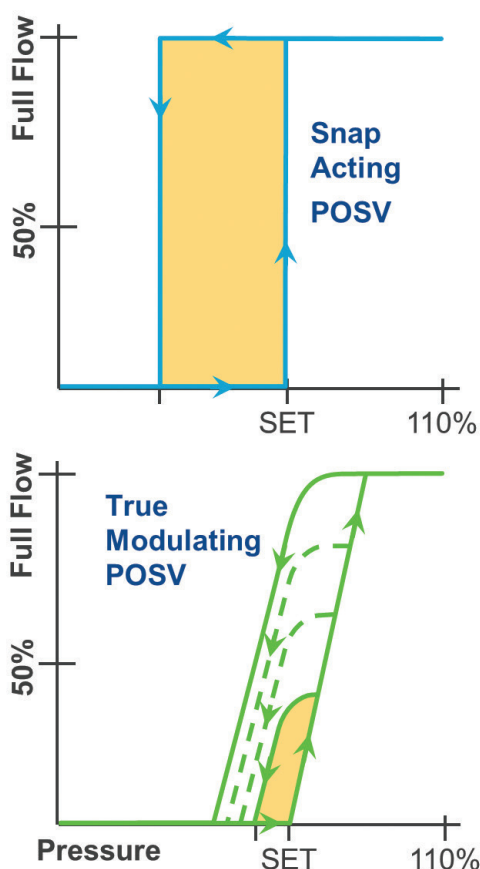 Full Flow
50%
Snap
Acting
POSV
SET
110%
Full Flow
50%
True
Modulating
POSV
Pressure
SET
110%